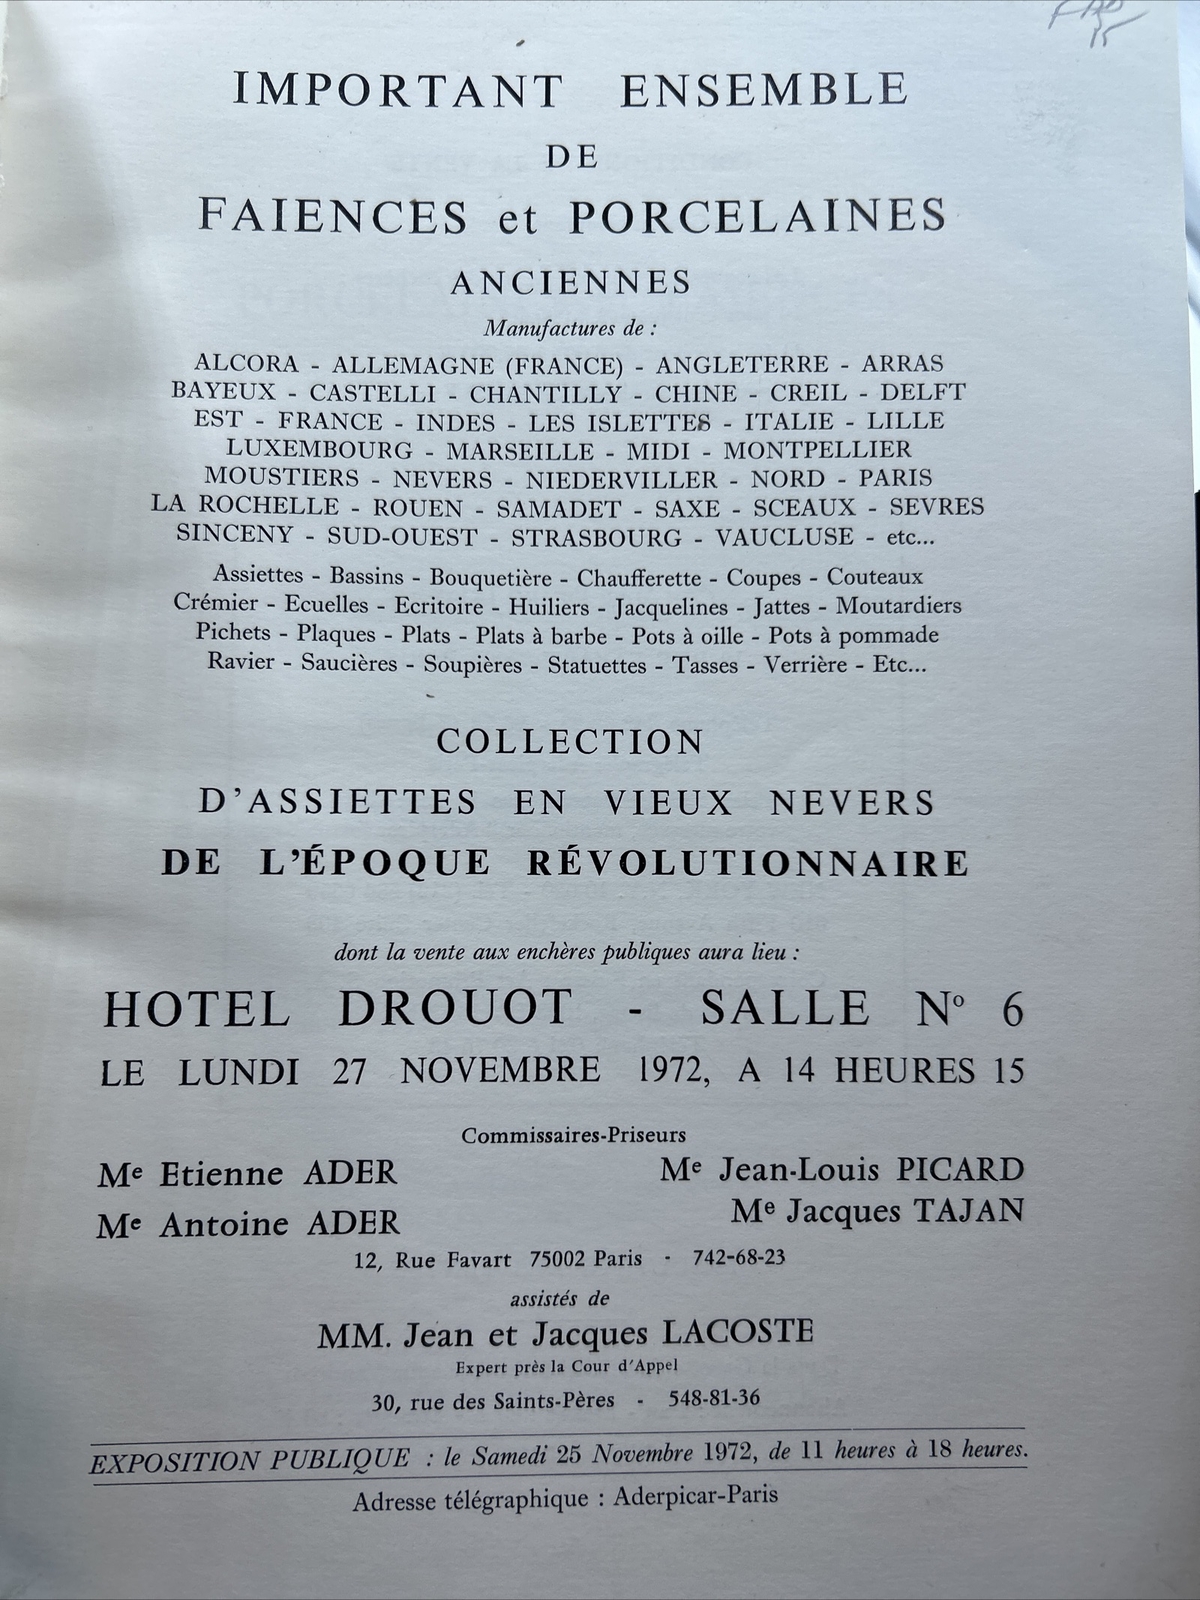 IMPORTANT ENSEMBLE
DE
FAIENCES et PORCELAINES
ANCIENNES
Manufactures de :
ALCORA - ALLEMAGNE (FRANCE) - ANGLETERRE - ARRAS
BAYEUX - CASTELLI - CHANTILLY - CHINE - CREIL - DELFT
EST - FRANCE - INDES - LES ISLETTES - ITALIE - LILLE
LUXEMBOURG - MARSEILLE - MIDI - MONTPELLIER
MOUSTIERS - NEVERS - NIEDERVILLER - NORD - PARIS
LA ROCHELLE - ROUEN - SAMADET - SAXE - SCEAUX - SEVRES
SINCENY - SUD-OUEST - STRASBOURG - VAUCLUSE - etc...
Assiettes - Bassins - Bouquetière - Chaufferette - Coupes - Couteaux
Crémier - Ecuelles - Ecritoire - Huiliers - Jacquelines - Jattes - Moutardiers
Pichets - Plaques - Plats - Plats à barbe - Pots à oille - Pots à pommade
Ravier - Saucières - Soupières - Statuettes - Tasses - Verrière - Etc...
COLLECTION
D'ASSIETTES EN VIEUX NEVERS
DE L'ÉPOQUE RÉVOLUTIONNAIRE
dont la vente aux enchères publiques aura lieu :
HOTEL DROUOT - SALLE Nº 6
LE LUNDI 27 NOVEMBRE 1972, A 14 HEURES 15
Commissaires-Priseurs
Me Etienne ADER Me Jean-Louis PICARD
Me Antoine ADER Me Jacques TAJAN
12, Rue Favart 75002 Paris - 742-68-23
assistés de
MM. Jean et Jacques LACOSTE
Expert près la Cour d'Appel
30, rue des Saints-Pères - 548-81-36
EXPOSITION PUBLIQUE : le Samedi 25 Novembre 1972, de 11 heures à 18 heures.
Adresse télégraphique : Aderpicar-Paris